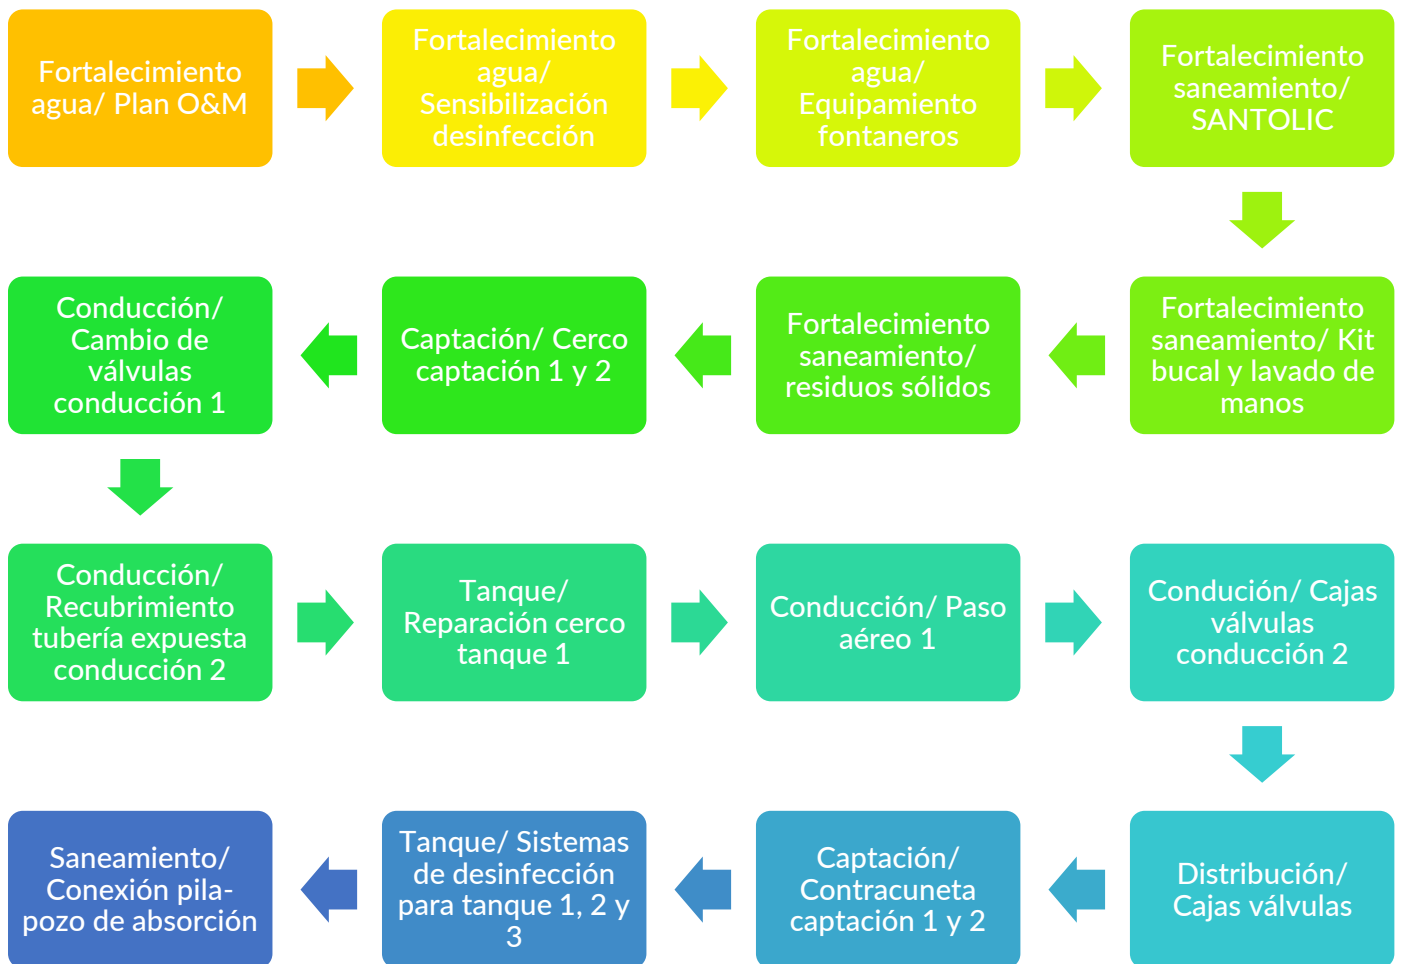 Fortalecimiento
agua/ Plan O&M
Fortalecimiento
agua/
Sensibilización
desinfección
Fortalecimiento
agua/
Equipamiento
fontaneros
Fortalecimiento
saneamiento/
SANTOLIC
Fortalecimiento
saneamiento/ Kit
bucal y lavado de
manos
Fortalecimiento
saneamiento/
residuos sólidos
Captación/ Cerco
captación 1 y 2
Conducción/
Cambio de
válvulas
conducción 1
Conducción/
Recubrimiento
tubería expuesta
conducción 2
Tanque/
Reparación cerco
tanque 1
Conducción/ Paso
aéreo 1
Condución/ Cajas
válvulas
conducción 2
Distribución/
Cajas válvulas
Captación/
Contracuneta
captación 1 y 2
Tanque/ Sistemas
de desinfección
para tanque 1, 2 y
3
Saneamiento/
Conexión pila-
pozo de absorción